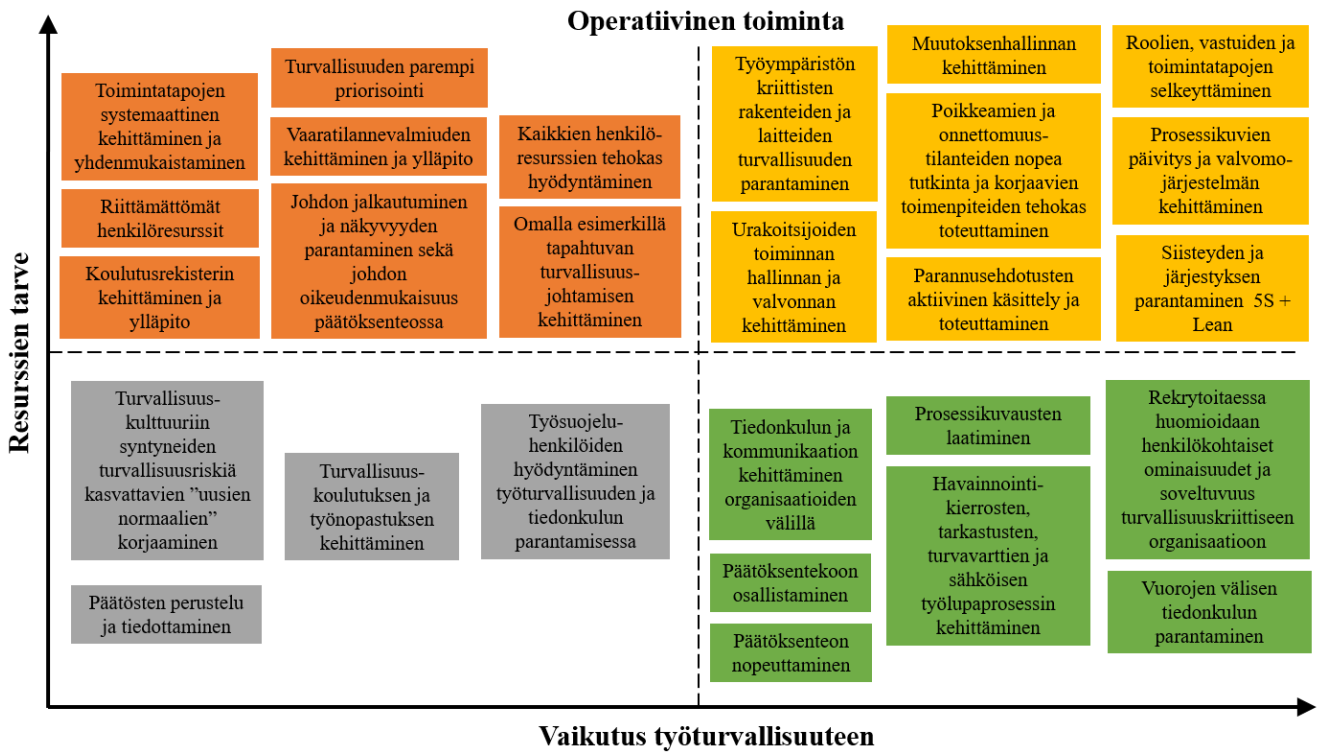 Operatiivinen toiminta
Resurssien tarve
Toimintatapojen
systemaattinen
kehittäminen ja
yhdenmukaistaminen
Riittämättömät
henkilöresurssit
Koulutusrekisterin
kehittäminen ja
ylläpito
Turvallisuuden parempi
priorisointi
Vaaratilannevalmiuden
kehittäminen ja ylläpito
Johdon jalkautuminen
ja näkyvyyden
parantaminen sekä
johdon
oikeudenmukaisuus
päätöksenteossa
Kaikkien henkilö-
resurssien tehokas
hyödyntäminen
Omalla esimerkillä
tapahtuvan
turvallisuus-
johtamisen
kehittäminen
Työympäristön
kriittisten
rakenteiden ja
laitteiden
turvallisuuden
parantaminen
Urakoitsijoiden
toiminnan
hallinnan ja
valvonnan
kehittäminen
Muutoksenhallinnan
kehittäminen
Poikkeamien ja
onnettomuus-
tilanteiden nopea
tutkinta ja korjaavien
toimenpiteiden tehokas
toteuttaminen
Parannusehdotusten
aktiivinen käsittely ja
toteuttaminen
Roolien, vastuiden ja
toimintatapojen
selkeyttäminen
Prosessikuvien
päivitys ja valvomo-
järjestelmän
kehittäminen
Siisteyden ja
järjestyksen
parantaminen 5S +
Lean
Turvallisuus-
kulttuuriin
syntyneiden
turvallisuusriskiä
kasvattavien ”uusien
normaalien”
korjaaminen
Päätösten perustelu
ja tiedottaminen
Turvallisuus-
koulutuksen ja
työnopastuksen
kehittäminen
Työsuojelu-
henkilöiden
hyödyntäminen
työturvallisuuden ja
tiedonkulun
parantamisessa
Tiedonkulun ja
kommunikaation
kehittäminen
organisaatioiden
välillä
Päätöksentekoon
osallistaminen
Päätöksenteon
nopeuttaminen
Prosessikuvausten
laatiminen
Havainnointi-
kierrosten,
tarkastusten,
turvavarttien ja
sähköisen
työlupaprosessin
kehittäminen
Rekrytoitaessa
huomioidaan
henkilökohtaiset
ominaisuudet ja
soveltuvuus
turvallisuuskriittiseen
organisaatioon
Vuorojen välisen
tiedonkulun
parantaminen
Vaikutus työturvallisuuteen